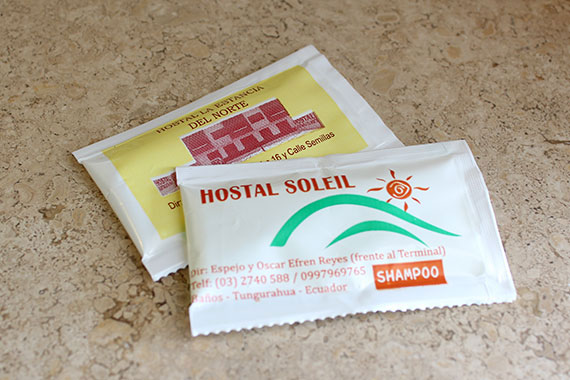 HOSTAL LA ESTANCIA
DEL NORTE
16 y Calle Semillas
HOSTAL SOLEIL
Dir: Espejo y Oscar Efren Reyes (frente al Terminal)
Telf: (03) 2740 588 / 0997969765
Baños - Tungurahua - Ecuador
SHAMPOO